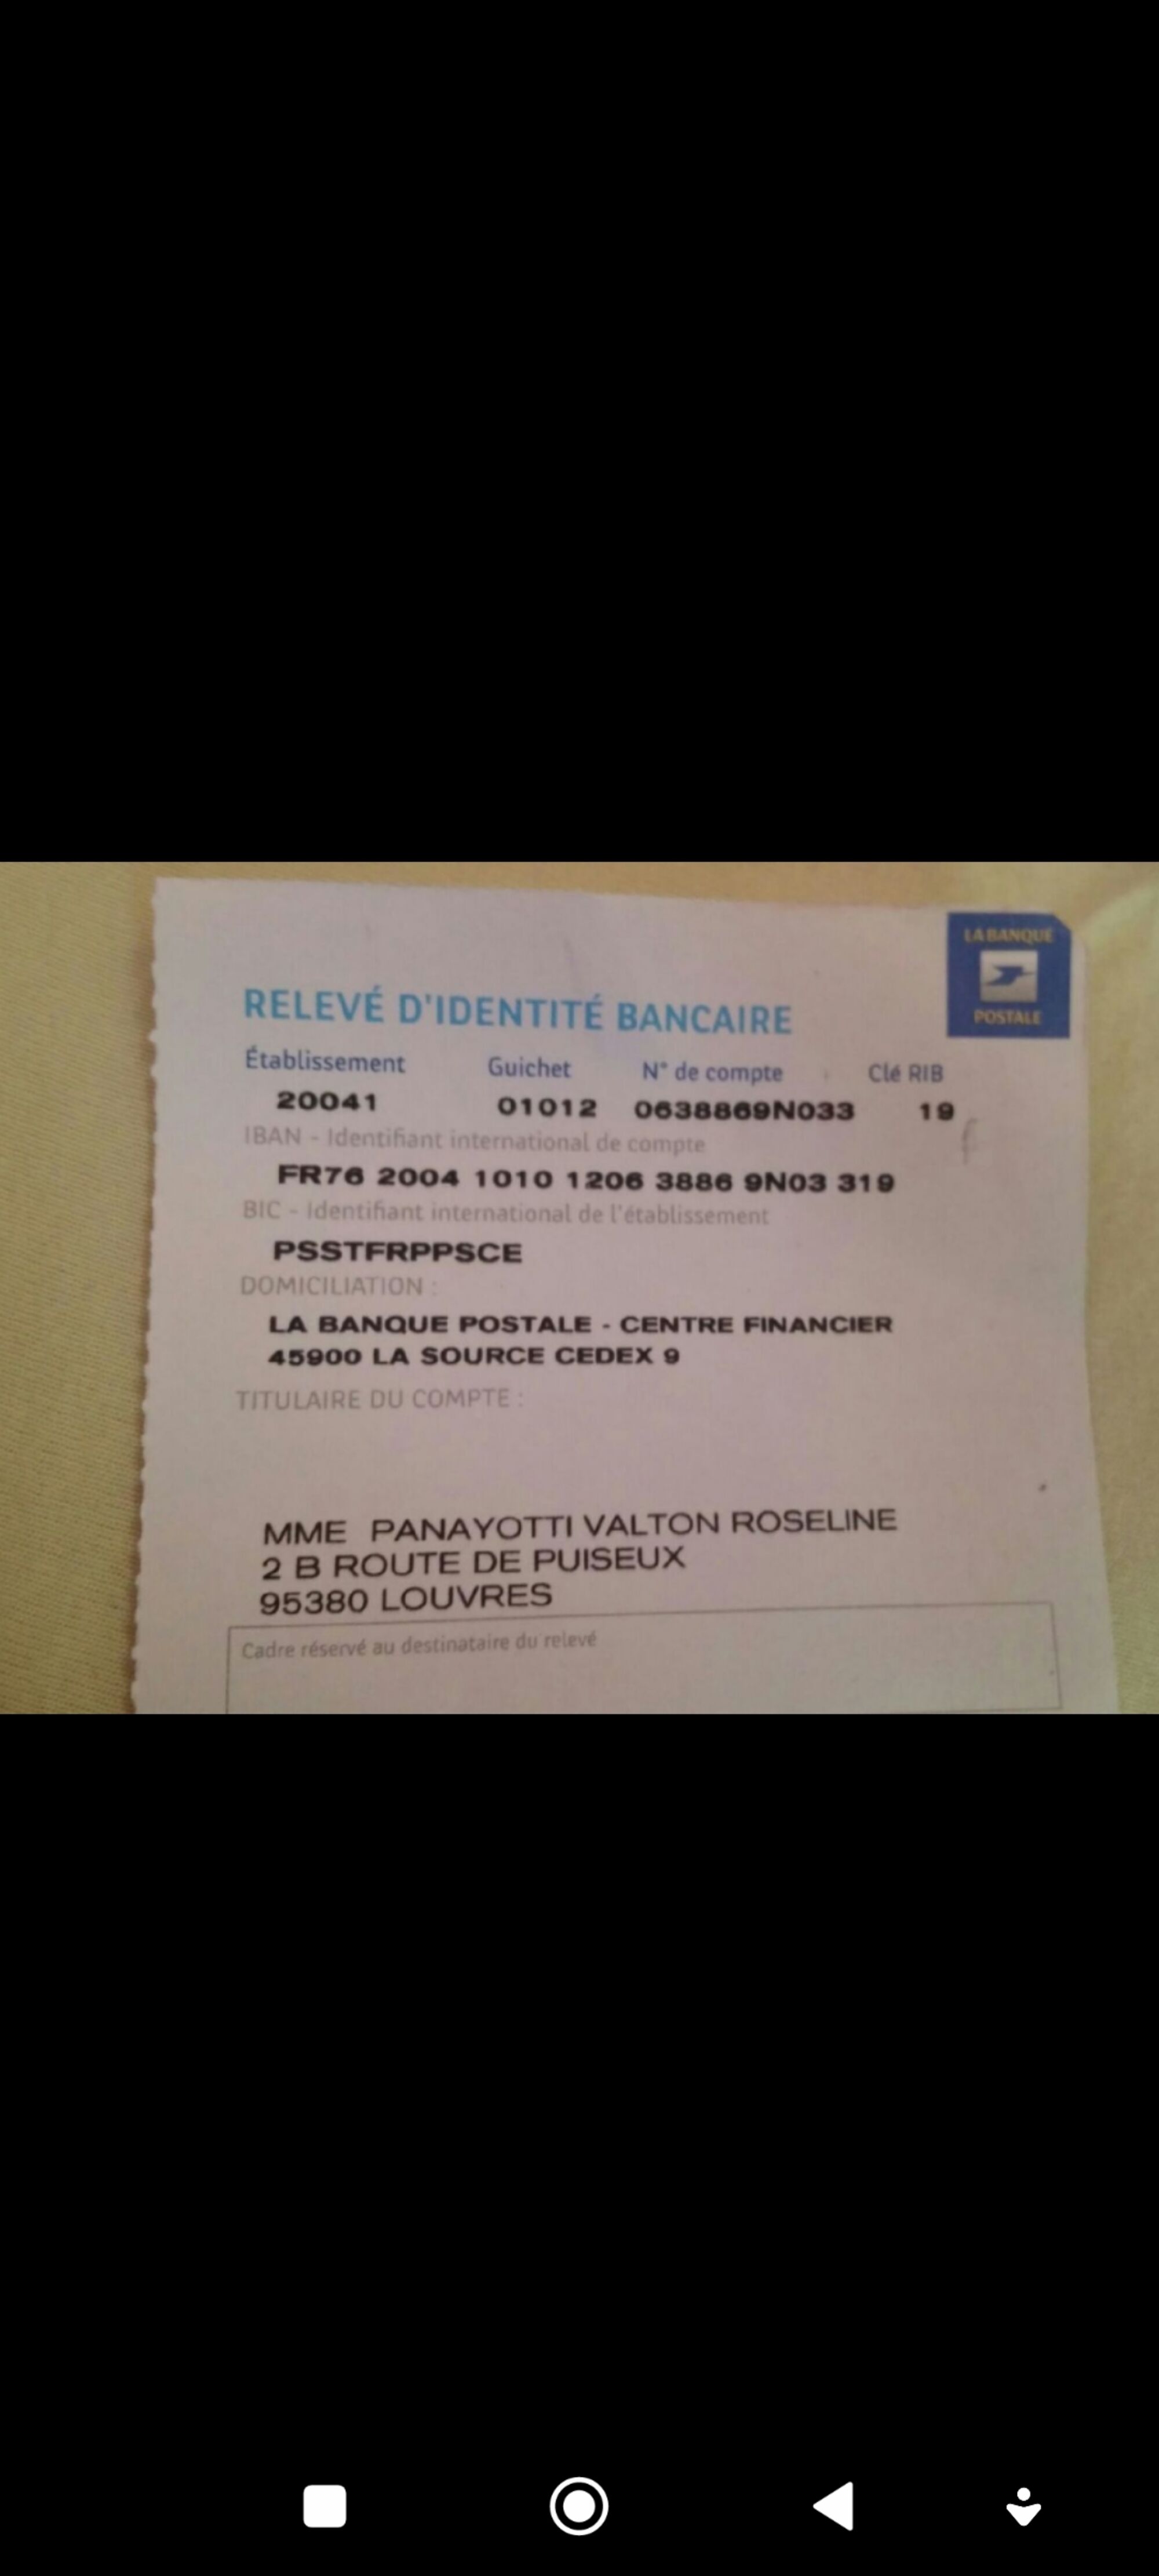 LA BANQUE
POSTALE
RELEVÉ D'IDENTITÉ BANCAIRE
Établissement Guichet N° de compte Clé RIB
20041 01012 0638869N033 19
IBAN - Identifiant international de compte
FR76 2004 1010 1206 3886 9N03 319
BIC - Identifiant international de l'établissement
PSSTFRPPSCE
DOMICILIATION :
LA BANQUE POSTALE - CENTRE FINANCIER
45900 LA SOURCE CEDEX 9
TITULAIRE DU COMPTE :
MME PANAYOTTI VALTON ROSELINE
2 B ROUTE DE PUISEUX
95380 LOUVRES
Cadre réservé au destinataire du relevé